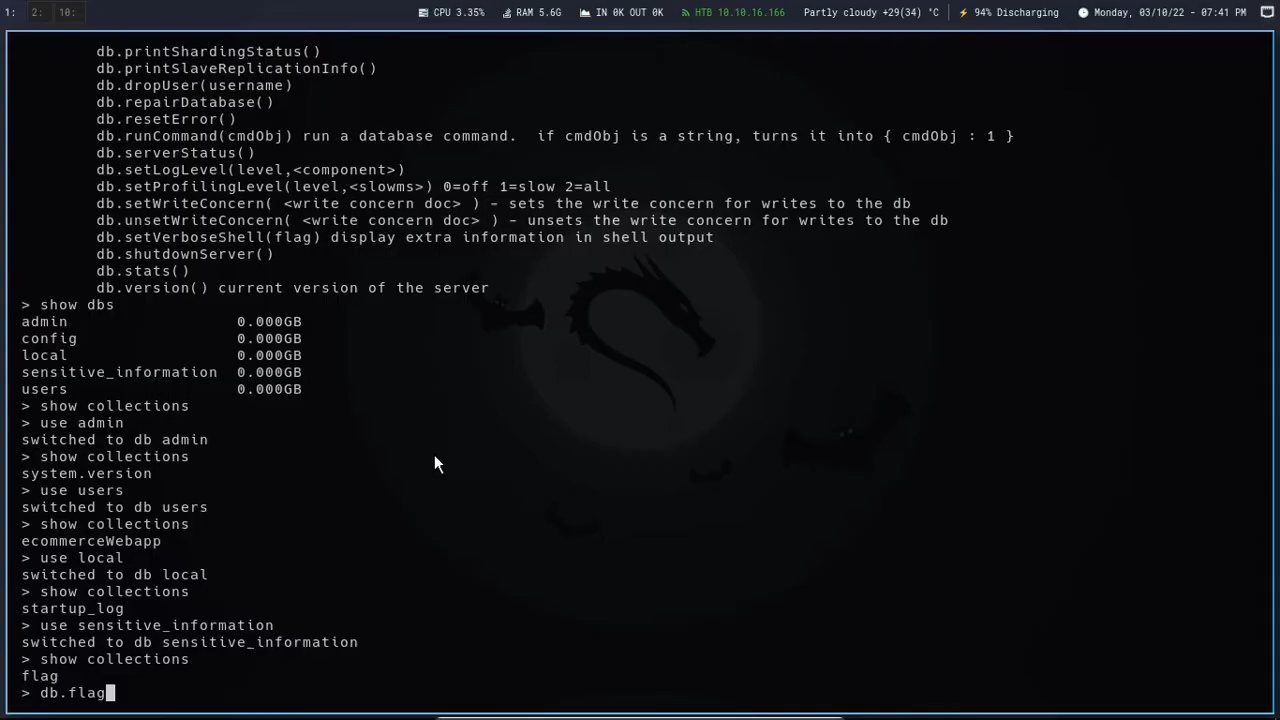 1: 2: 10: CPU 3.35% RAM 5.6G IN 0K OUT 0K HTB 10.10.16.166 Partly cloudy +29(34) °C 94% Discharging Monday, 03/10/22 - 07:41 PM
db.printShardingStatus()
db.printSlaveReplicationInfo()
db.dropUser(username)
db.repairDatabase()
db.resetError()
db.runCommand(cmdObj) run a database command.  if cmdObj is a string, turns it into { cmdObj : 1 }
db.serverStatus()
db.setLogLevel(level,<component>)
db.setProfilingLevel(level,<slowms>) 0=off 1=slow 2=all
db.setWriteConcern( <write concern doc> ) - sets the write concern for writes to the db
db.unsetWriteConcern( <write concern doc> ) - unsets the write concern for writes to the db
db.setVerboseShell(flag) display extra information in shell output
db.shutdownServer()
db.stats()
db.version() current version of the server
> show dbs
admin 0.000GB
config 0.000GB
local 0.000GB
sensitive_information 0.000GB
users 0.000GB
> show collections
> use admin
switched to db admin
> show collections
system.version
> use users
switched to db users
> show collections
ecommerceWebapp
> use local
switched to db local
> show collections
startup_log
> use sensitive_information
switched to db sensitive_information
> show collections
flag
> db.flag